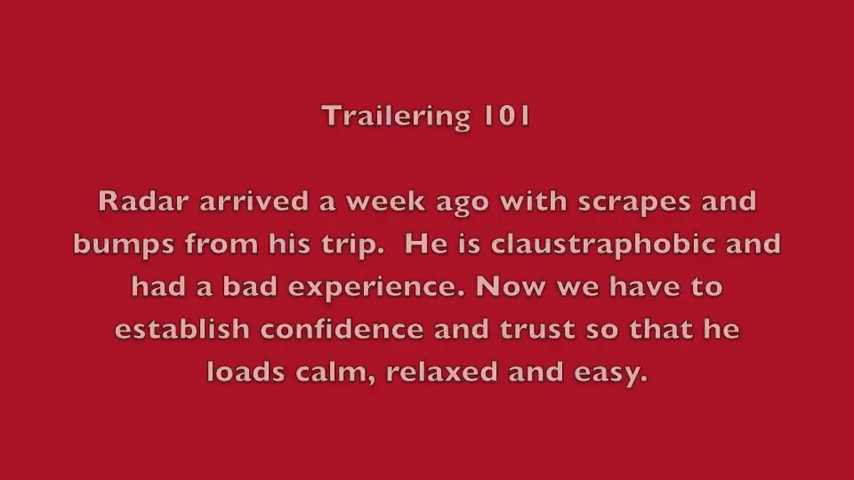 Trailering 101
Radar arrived a week ago with scrapes and
bumps from his trip.  He is claustraphobic and
had a bad experience. Now we have to
establish confidence and trust so that he
loads calm, relaxed and easy.